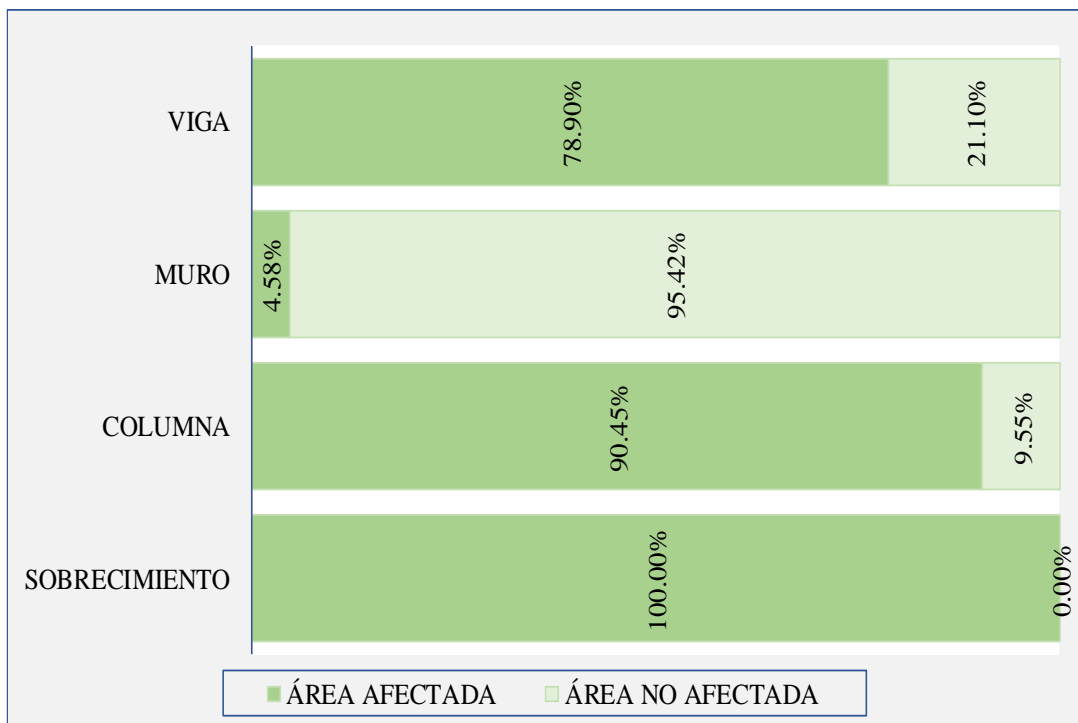 VIGA
78.90%
21.10%
MURO
4.58%
95.42%
COLUMNA
90.45%
9.55%
SOBRECIMIENTO
100.00%
0.00%
ÁREA AFECTADA
ÁREA NO AFECTADA